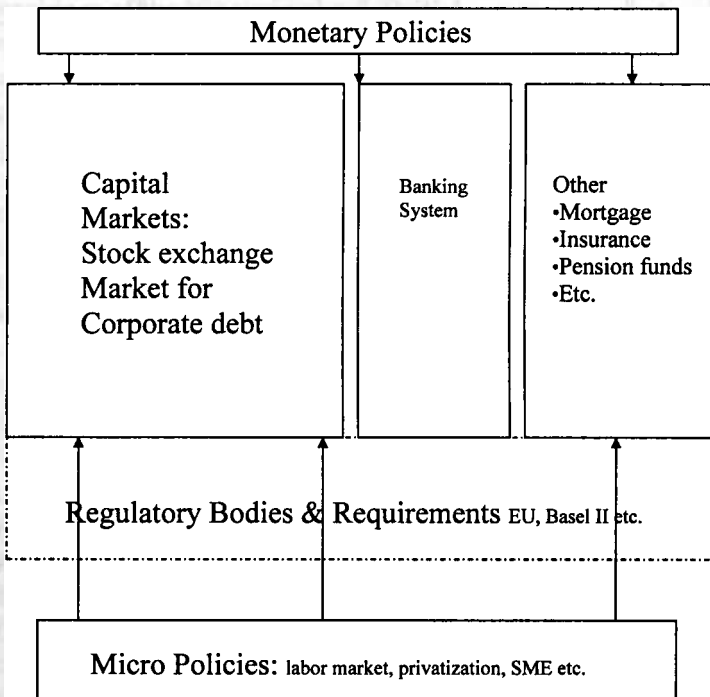 Monetary Policies
Capital
Markets:
Stock exchange
Market for
Corporate debt
Banking
System
Other
•Mortgage
•Insurance
•Pension funds
•Etc.
Regulatory Bodies & Requirements EU, Basel II etc.
Micro Policies: labor market, privatization, SME etc.